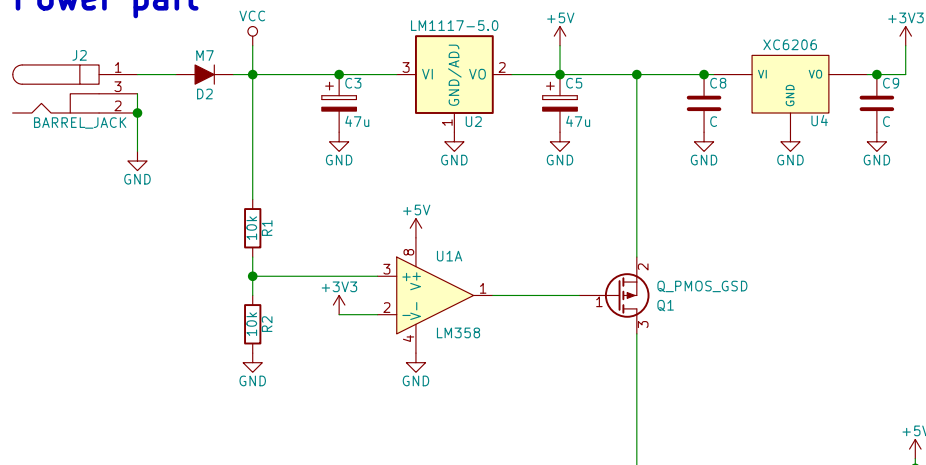 Power part
VCC
+5V
+3V3
LM1117-5.0
J2
M7
XC6206
1
3
VI
GND/ADJ
VO
2
VI
VO
GND
3
D2
+
C3
+
C5
C8
C9
2
BARREL_JACK
47u
1
U2
47u
C
U4
C
GND
GND
GND
GND
GND
GND
GND
+5V
10k
R1
8
U1A
3
+
V+
2
+3V3
1
Q_PMOS_GSD
2
-
V-
1
Q1
10k
R2
4
LM358
3
GND
GND
+5V